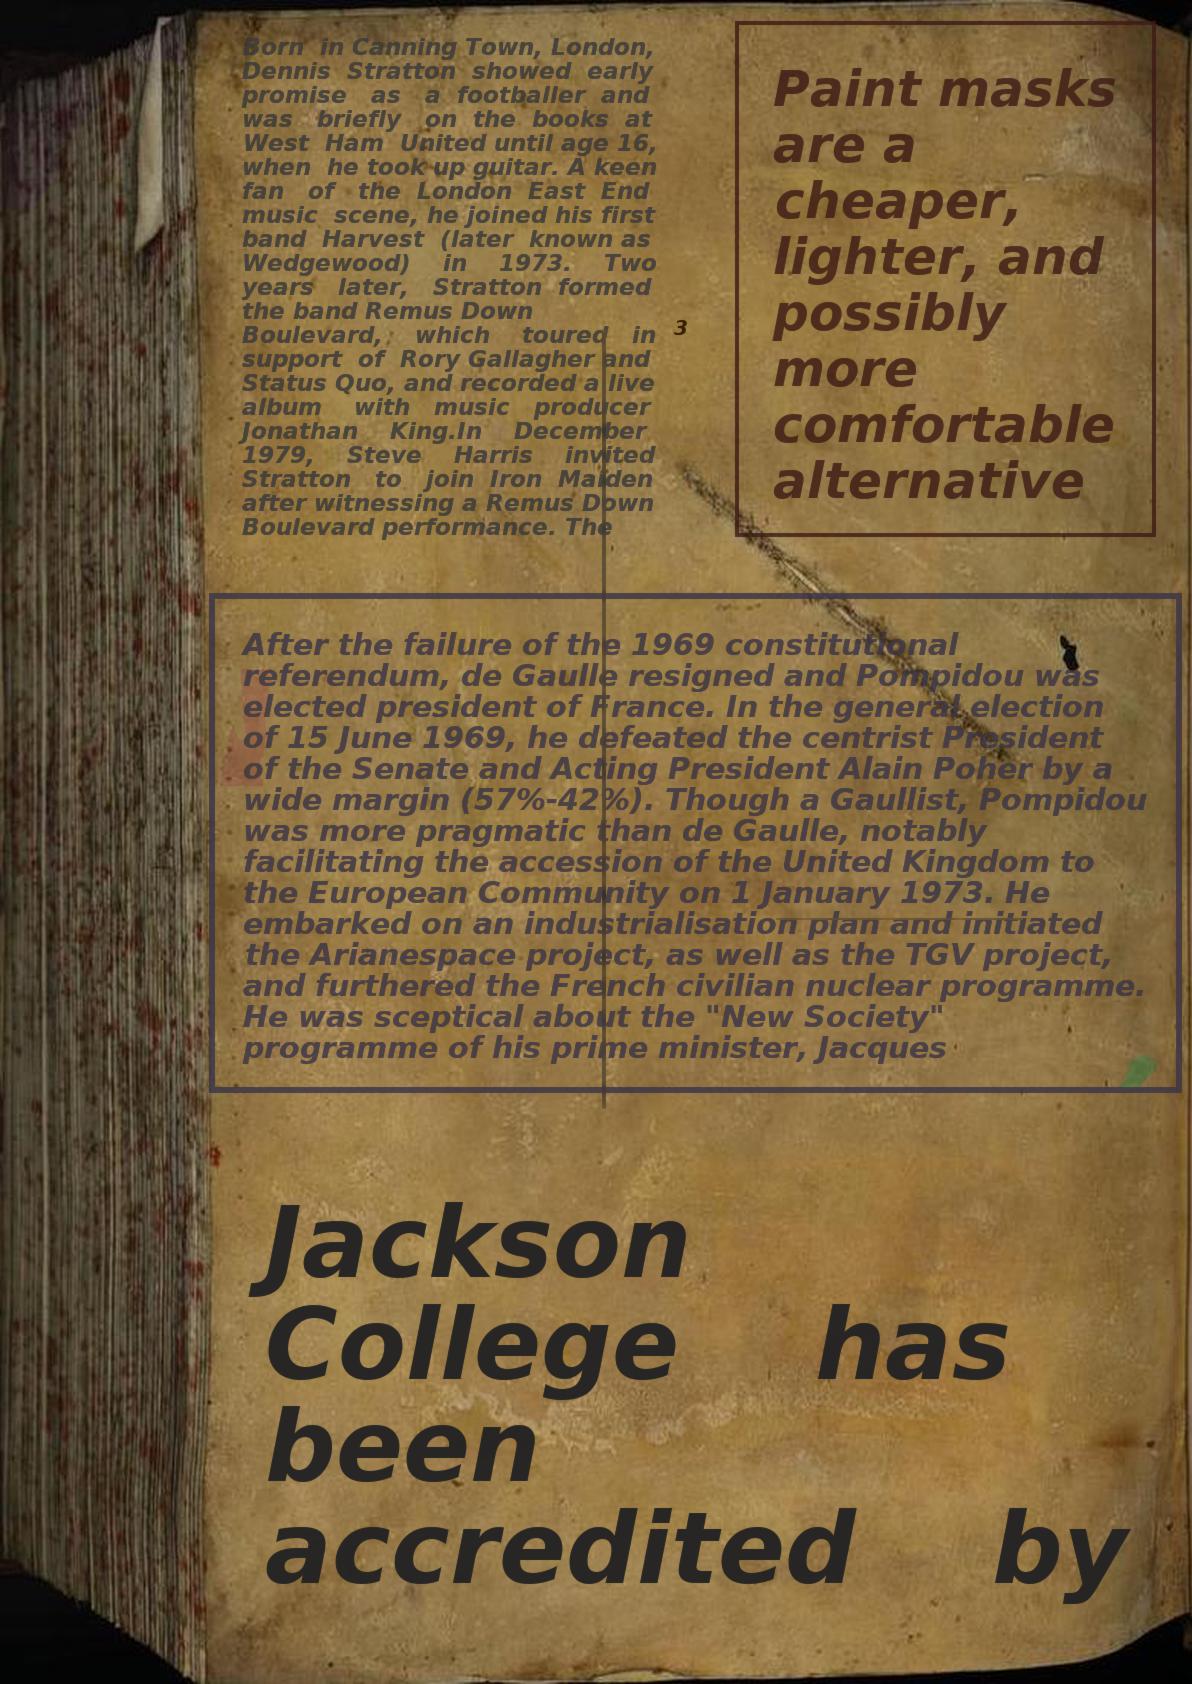 Born in Canning Town, London,
Dennis Stratton showed early
promise as a footballer and
was briefly on the books at
West Ham United until age 16,
when he took up guitar. A keen
fan of the London East End
music scene, he joined his first
band Harvest (later known as
Wedgewood) in 1973. Two
years later, Stratton formed
the band Remus Down
Boulevard, which toured in
support of Rory Gallagher and
Status Quo, and recorded a live
album with music producer
Jonathan King.In December
1979, Steve Harris invited
Stratton to join Iron Maiden
after witnessing a Remus Down
Boulevard performance. The
3
Paint masks
are a
cheaper,
lighter, and
possibly
more
comfortable
alternative
After the failure of the 1969 constitutional
referendum, de Gaulle resigned and Pompidou was
elected president of France. In the general election
of 15 June 1969, he defeated the centrist President
of the Senate and Acting President Alain Poher by a
wide margin (57%-42%). Though a Gaullist, Pompidou
was more pragmatic than de Gaulle, notably
facilitating the accession of the United Kingdom to
the European Community on 1 January 1973. He
embarked on an industrialisation plan and initiated
the Arianespace project, as well as the TGV project,
and furthered the French civilian nuclear programme.
He was sceptical about the "New Society"
programme of his prime minister, Jacques
Jackson
College has
been
accredited by